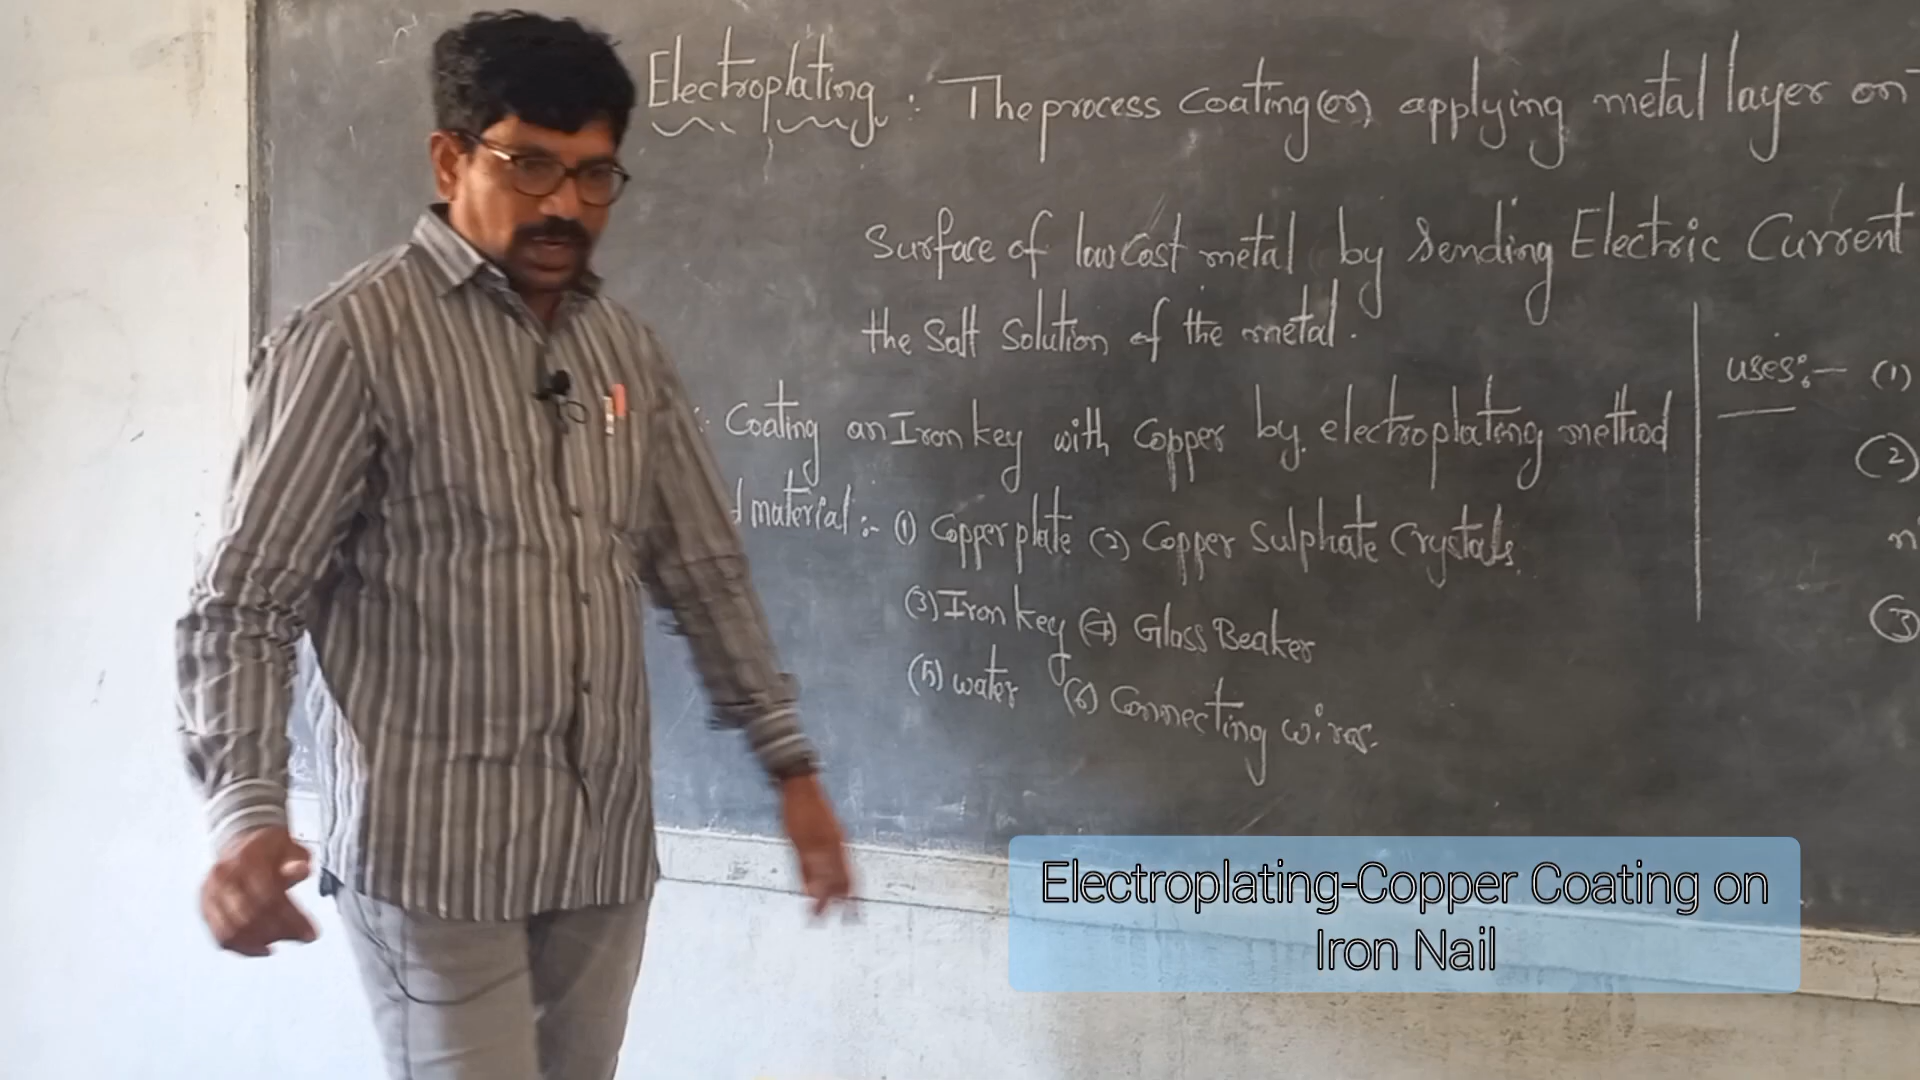 Electroplating : The process coating (or) applying metal layer on
Surface of low cost metal by sending Electric Current
the Salt Solution of the metal.
: Coating an Iron key with Copper by electroplating method
d material :- (1) Copper plate (2) Copper Sulphate Crystals.
(3) Iron key (4) Glass Beaker
(5) water (6) Connecting wires.
uses :- (1)
(2)
n
(3)
Electroplating-Copper Coating on
Iron Nail